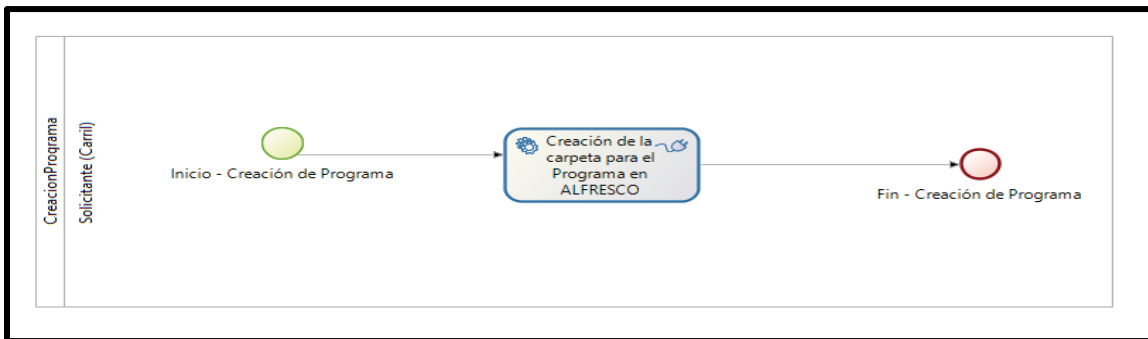 CreacionPrograma
Solicitante (Carril)
Inicio - Creación de Programa
Creación de la
carpeta para el
Programa en
ALFRESCO
Fin - Creación de Programa